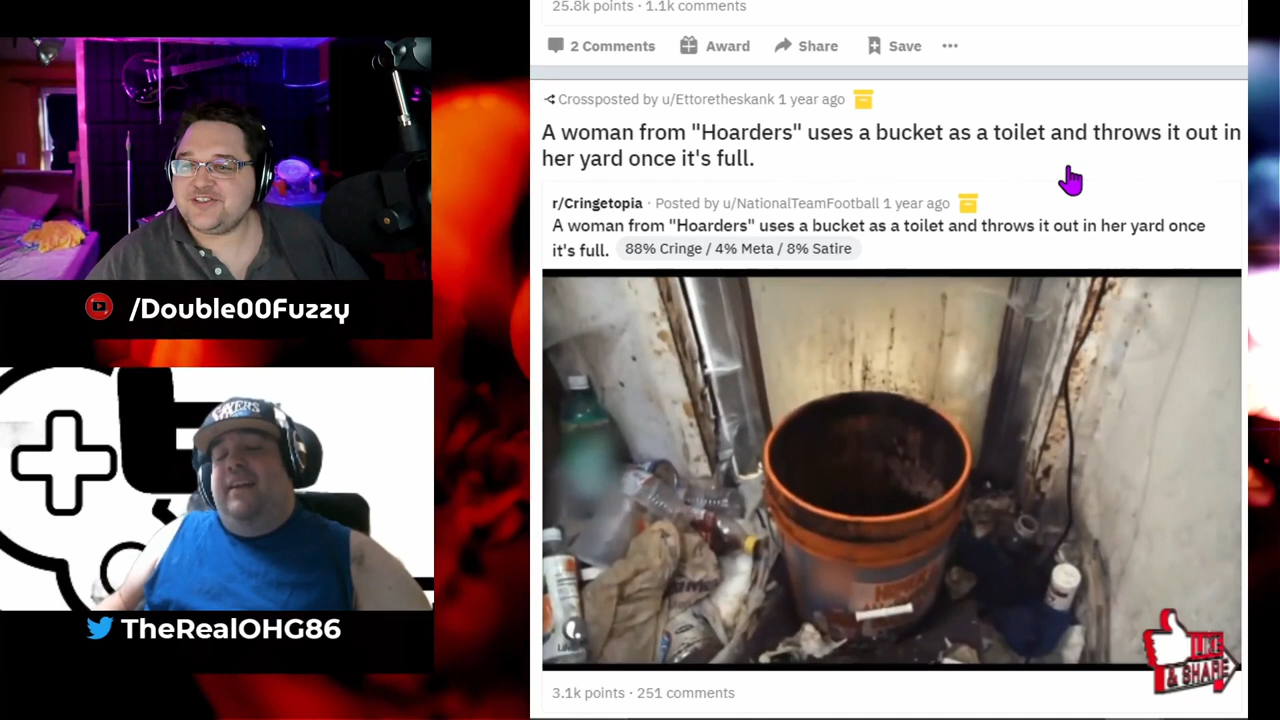 25.8k points · 1.1k comments
2 Comments Award Share Save
Crossposted by u/Ettoretheskank 1 year ago
A woman from "Hoarders" uses a bucket as a toilet and throws it out in
her yard once it's full.
r/Cringetopia · Posted by u/NationalTeamFootball 1 year ago
A woman from "Hoarders" uses a bucket as a toilet and throws it out in her yard once
it's full. 88% Cringe / 4% Meta / 8% Satire
/Double00Fuzzy
TheRealOHG86
LIKE
& SHARE
3.1k points · 251 comments